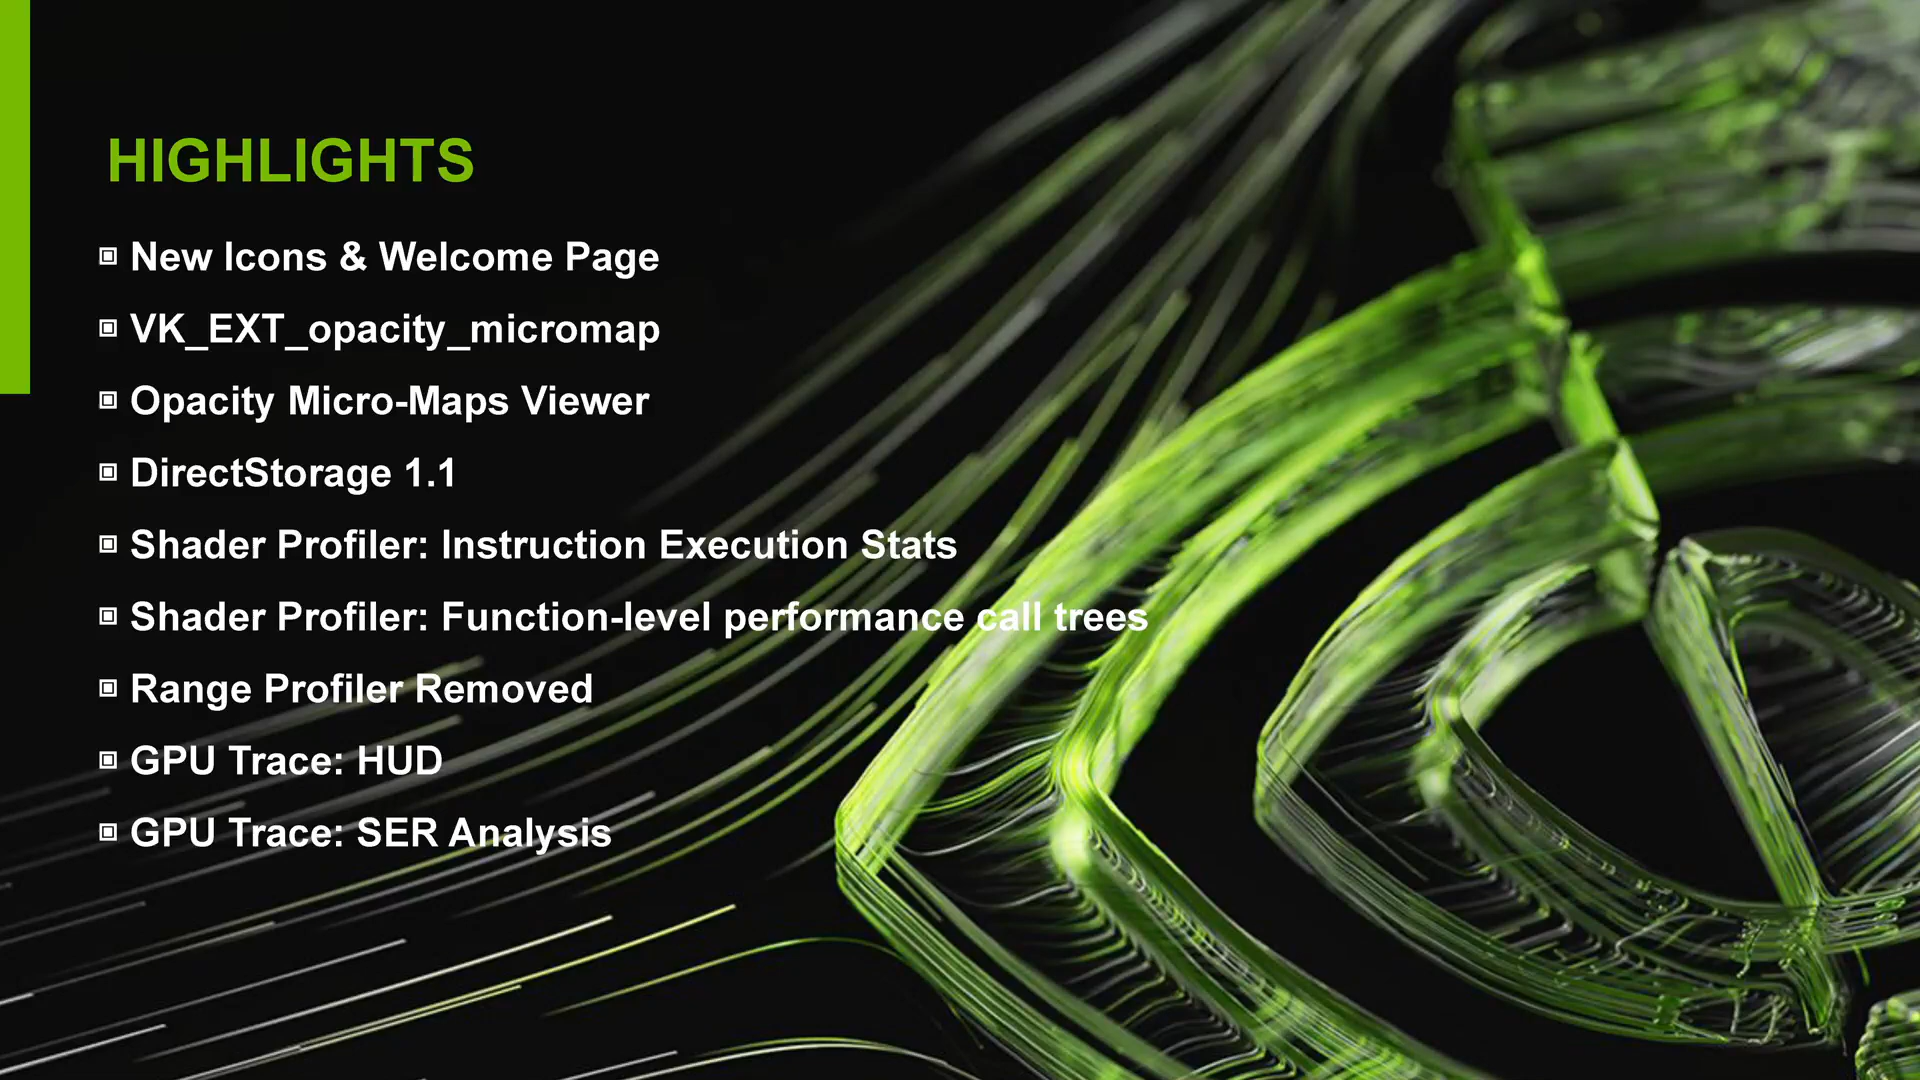 HIGHLIGHTS
New Icons & Welcome Page
VK_EXT_opacity_micromap
Opacity Micro-Maps Viewer
DirectStorage 1.1
Shader Profiler: Instruction Execution Stats
Shader Profiler: Function-level performance call trees
Range Profiler Removed
GPU Trace: HUD
GPU Trace: SER Analysis